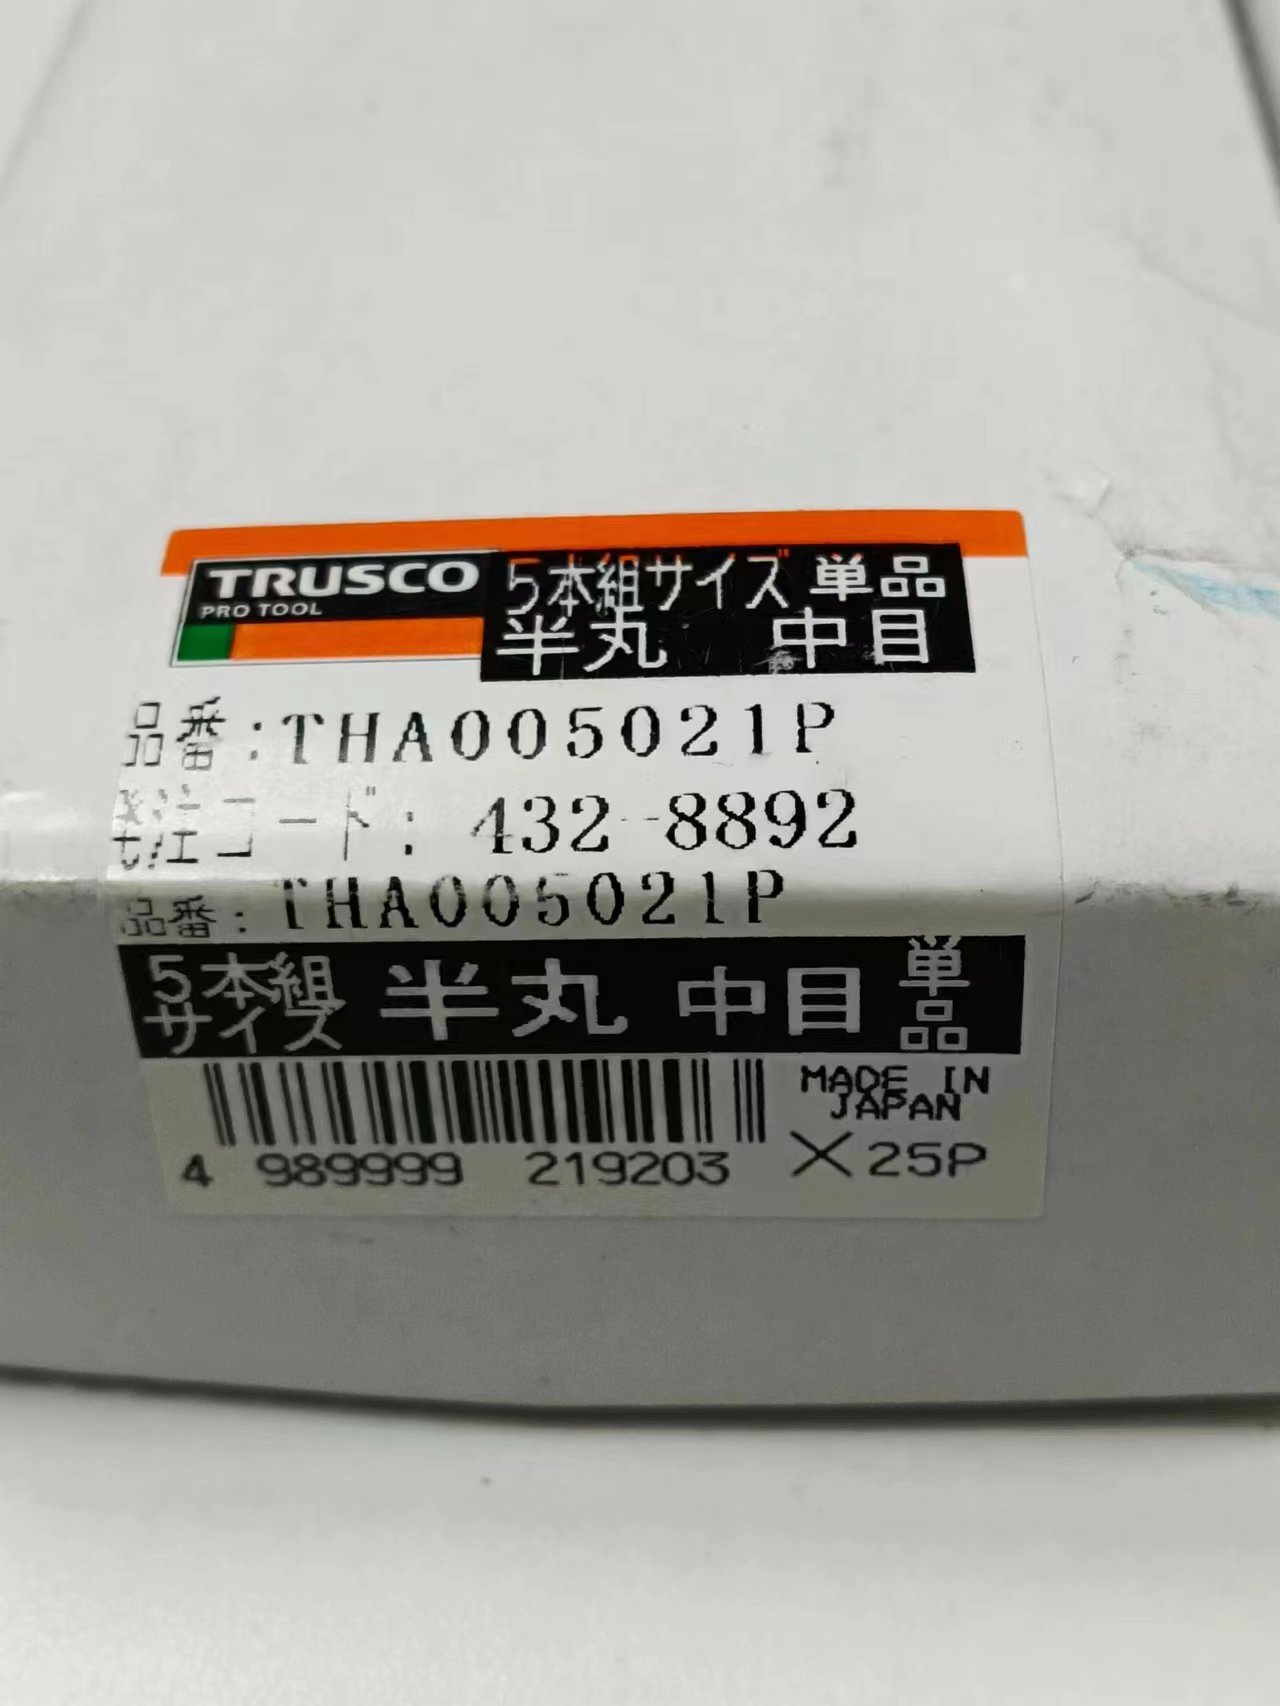 TRUSCO
PRO TOOL
5本組サイズ 単品
半丸 中目
品番:THA005021P
発注コード: 432-8892
品番:THA005021P
5本組サイズ 半丸 中目 単品
MADE IN JAPAN
4 989999 219203 ×25P